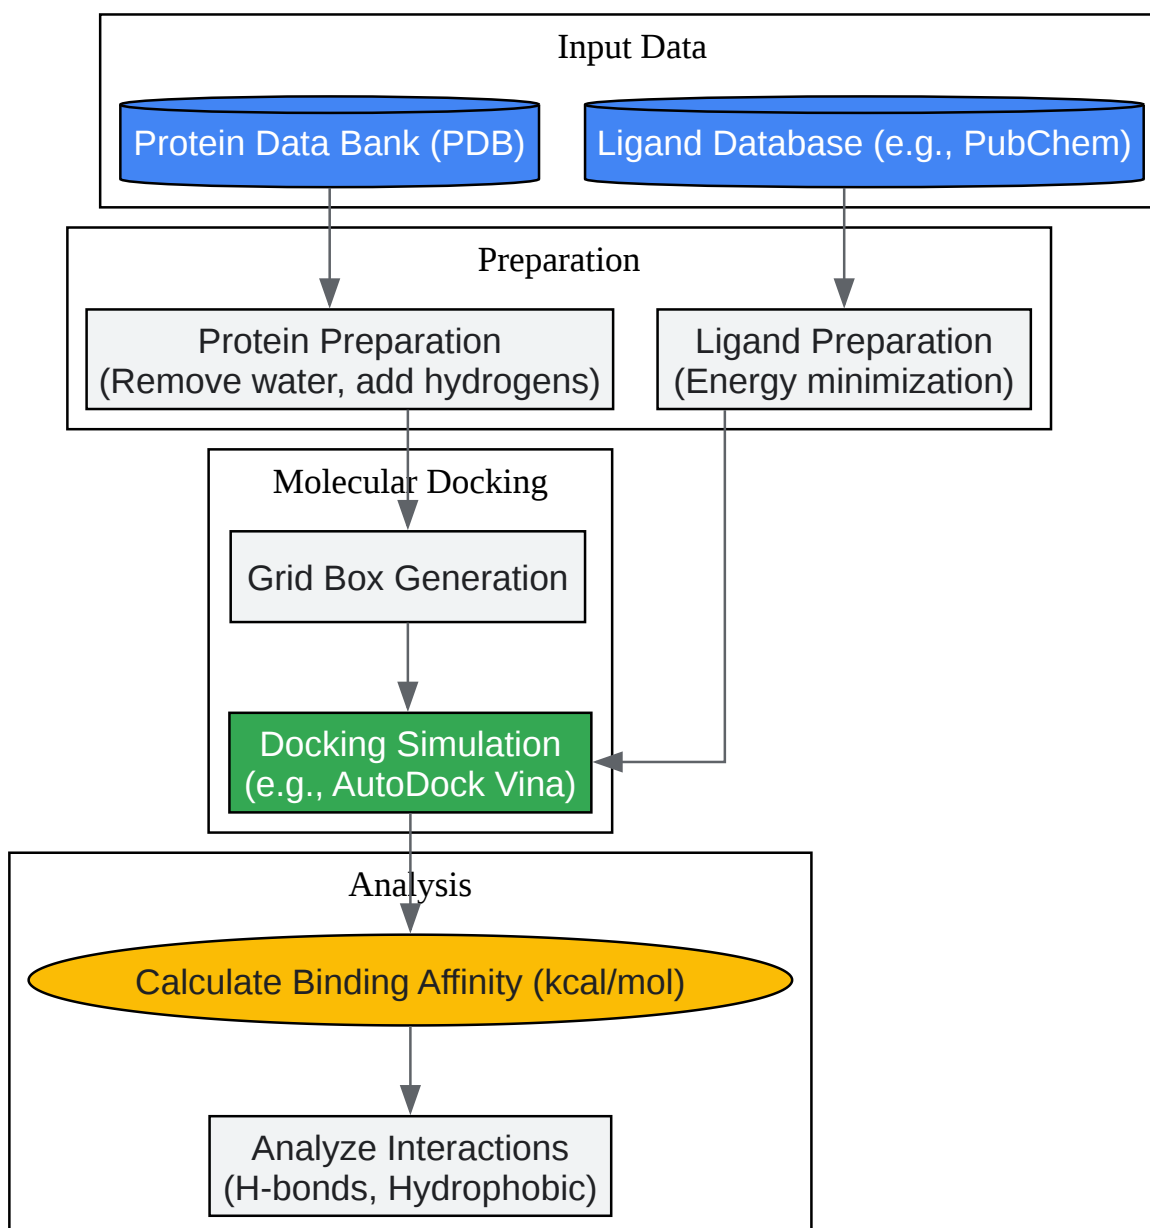 Input Data
Protein Data Bank (PDB)
Ligand Database (e.g., PubChem)
Preparation
Protein Preparation
(Remove water, add hydrogens)
Ligand Preparation
(Energy minimization)
Molecular Docking
Grid Box Generation
Docking Simulation
(e.g., AutoDock Vina)
Analysis
Calculate Binding Affinity (kcal/mol)
Analyze Interactions
(H-bonds, Hydrophobic)